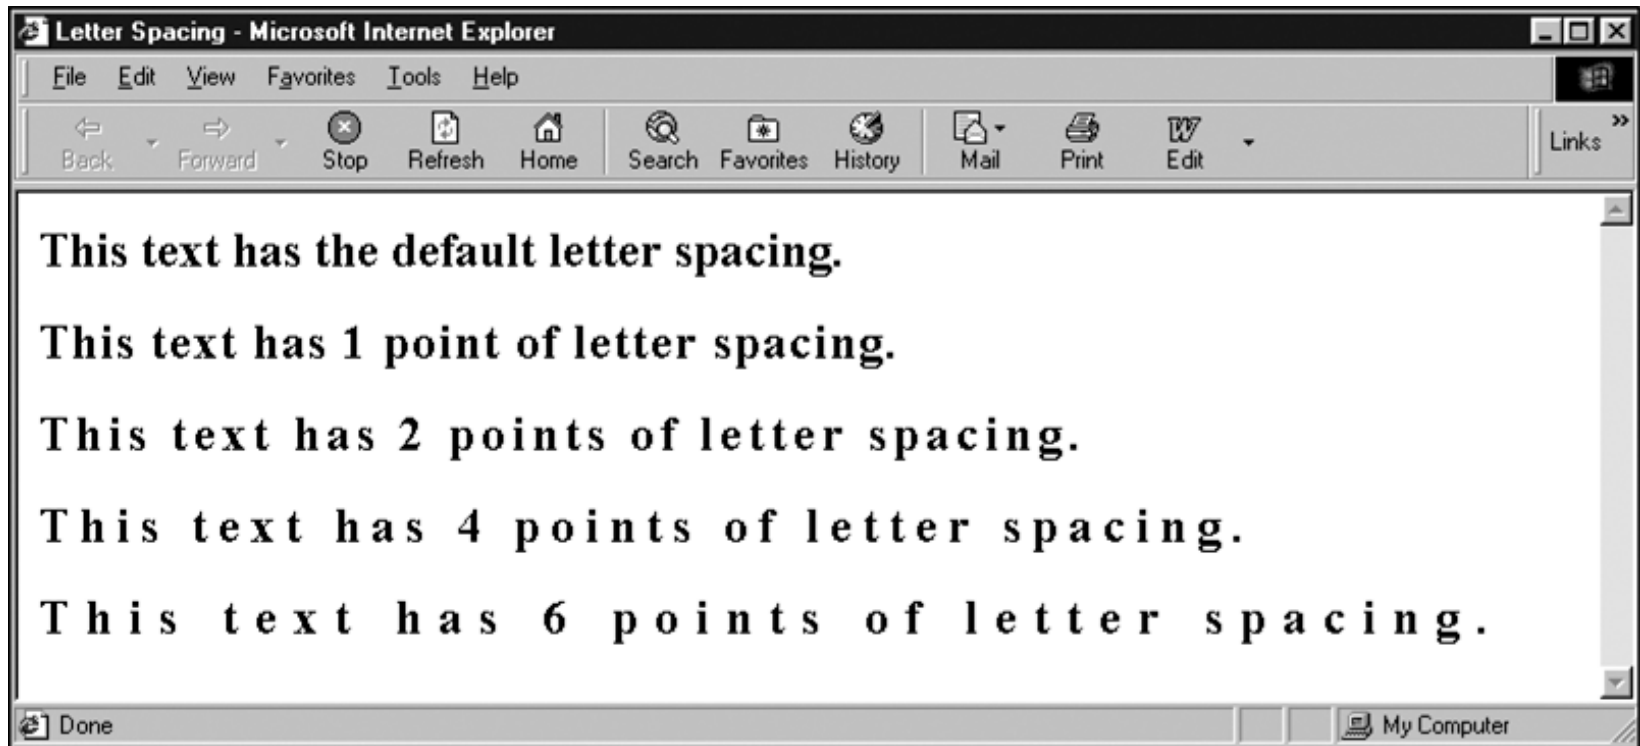 Letter Spacing - Microsoft Internet Explorer
File Edit View Favorites Tools Help
Back Forward Stop Refresh Home Search Favorites History Mail Print Edit Links »
This text has the default letter spacing.
This text has 1 point of letter spacing.
This text has 2 points of letter spacing.
This text has 4 points of letter spacing.
This text has 6 points of letter spacing.
Done My Computer